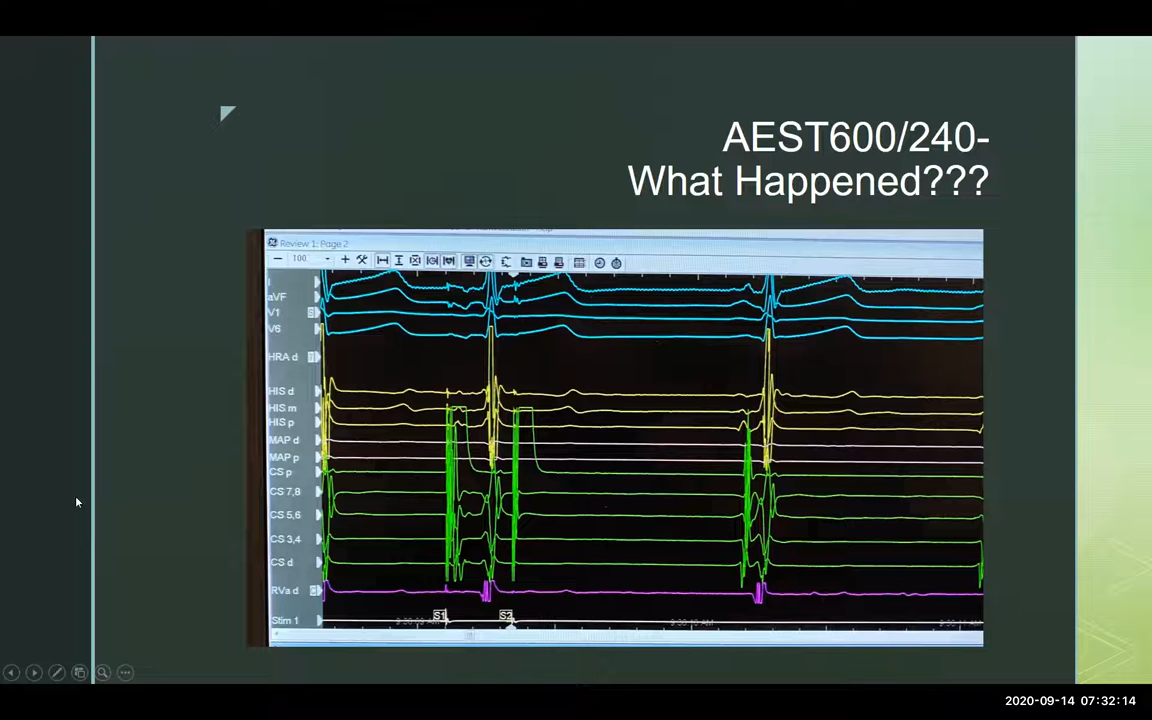 AEST600/240-
What Happened???
Review 1: Page 2
100
I
aVF
V1
V6
HRA d
HIS d
HIS m
HIS p
MAP d
MAP p
CS p
CS 7,8
CS 5,6
CS 3,4
CS d
RVa d
S1
S2
Stim 1
2020-09-14 07:32:14